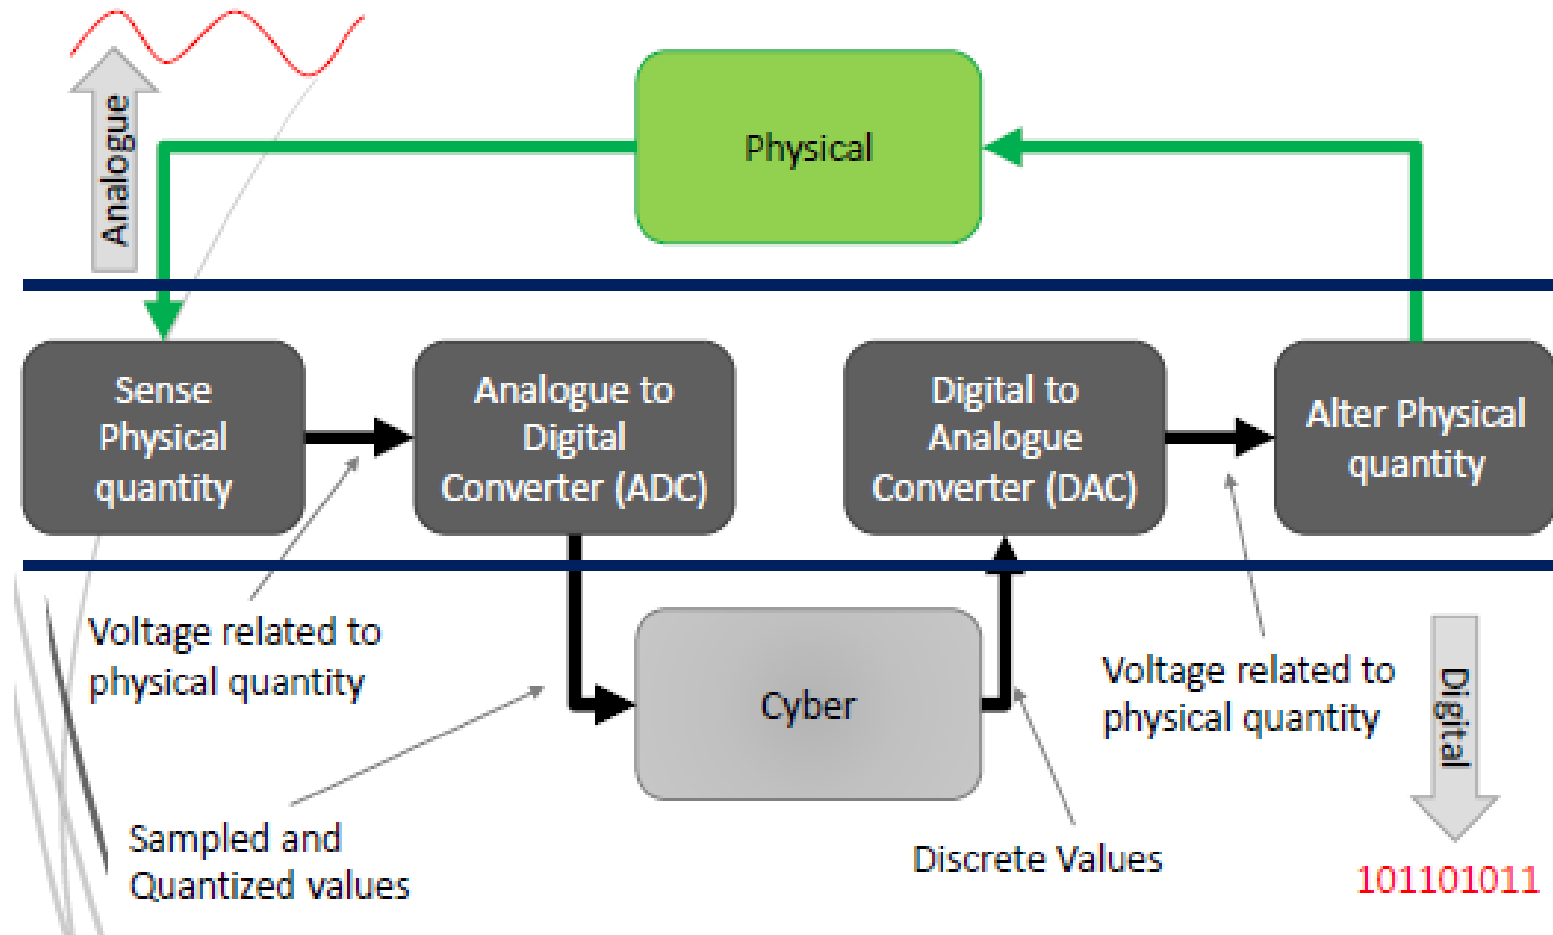 Analogue
Physical
Sense
Physical
quantity
Analogue to
Digital
Converter (ADC)
Digital to
Analogue
Converter (DAC)
Alter Physical
quantity
Voltage related to
physical quantity
Cyber
Voltage related to
physical quantity
Digital
Sampled and
Quantized values
Discrete Values
101101011